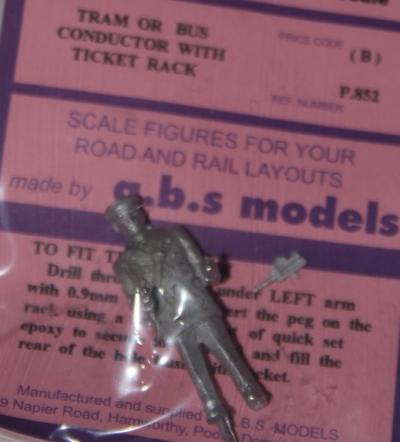 TRAM OR BUS
CONDUCTOR WITH
TICKET RACK
PRICE CODE
(B)
P.852
REF. NUMBER
SCALE FIGURES FOR YOUR
ROAD AND RAIL LAYOUTS
made by
a.b.s models
TO FIT
Drill under LEFT arm
with 0.9mm the peg on the
rack using a of quick set
epoxy to and fill the
rear of the
Manufactured and supplied A.B.S MODELS
9 Napier Road, Hamworthy,